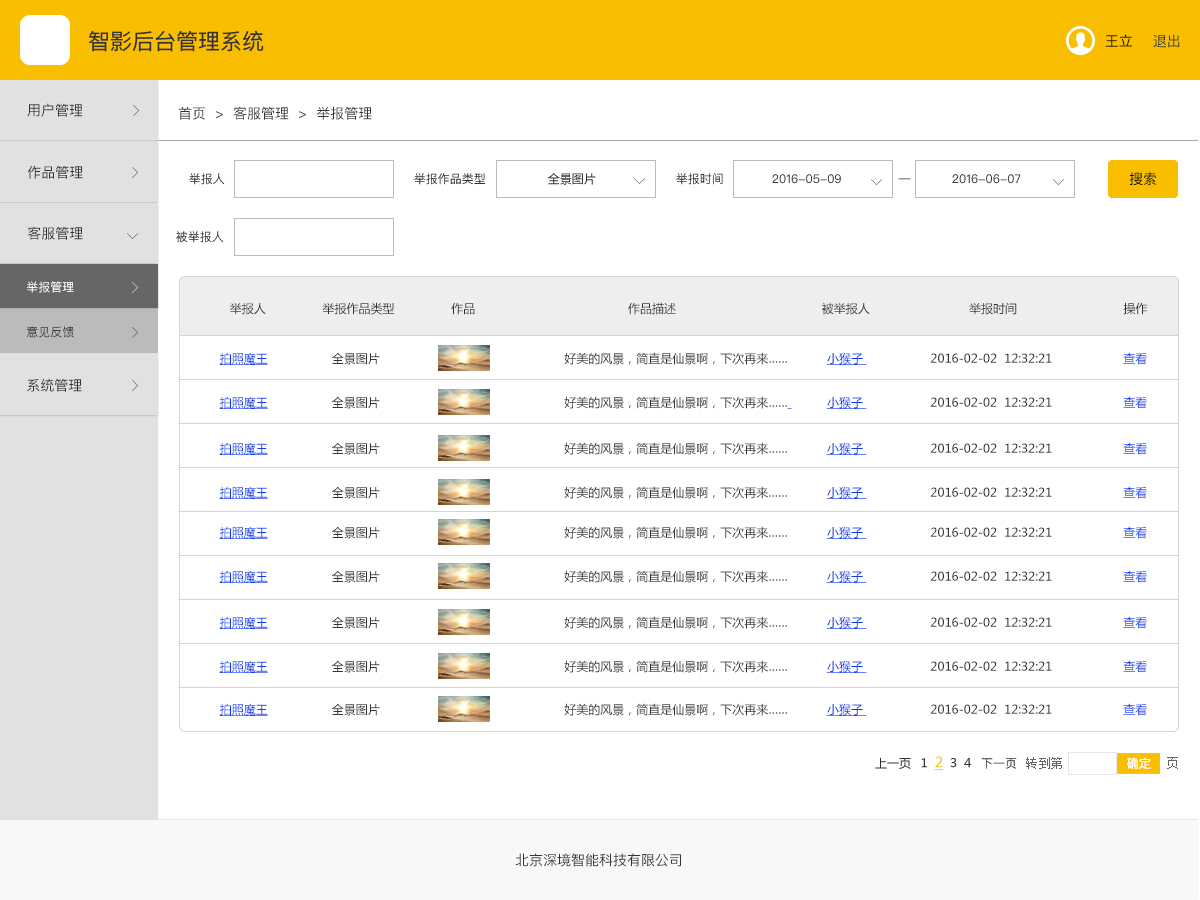 智影后台管理系统
王立 退出
用户管理
作品管理
客服管理
举报管理
意见反馈
系统管理
首页 > 客服管理 > 举报管理
举报人 举报作品类型 全景图片 举报时间 2016-05-09 — 2016-06-07 搜索
被举报人
举报人 举报作品类型 作品 作品描述 被举报人 举报时间 操作
拍照魔王 全景图片 好美的风景，简直是仙景啊，下次再来...... 小猴子 2016-02-02 12:32:21 查看
拍照魔王 全景图片 好美的风景，简直是仙景啊，下次再来...... 小猴子 2016-02-02 12:32:21 查看
拍照魔王 全景图片 好美的风景，简直是仙景啊，下次再来...... 小猴子 2016-02-02 12:32:21 查看
拍照魔王 全景图片 好美的风景，简直是仙景啊，下次再来...... 小猴子 2016-02-02 12:32:21 查看
拍照魔王 全景图片 好美的风景，简直是仙景啊，下次再来...... 小猴子 2016-02-02 12:32:21 查看
拍照魔王 全景图片 好美的风景，简直是仙景啊，下次再来...... 小猴子 2016-02-02 12:32:21 查看
拍照魔王 全景图片 好美的风景，简直是仙景啊，下次再来...... 小猴子 2016-02-02 12:32:21 查看
拍照魔王 全景图片 好美的风景，简直是仙景啊，下次再来...... 小猴子 2016-02-02 12:32:21 查看
拍照魔王 全景图片 好美的风景，简直是仙景啊，下次再来...... 小猴子 2016-02-02 12:32:21 查看
上一页 1 2 3 4 下一页 转到第 确定 页
北京深境智能科技有限公司